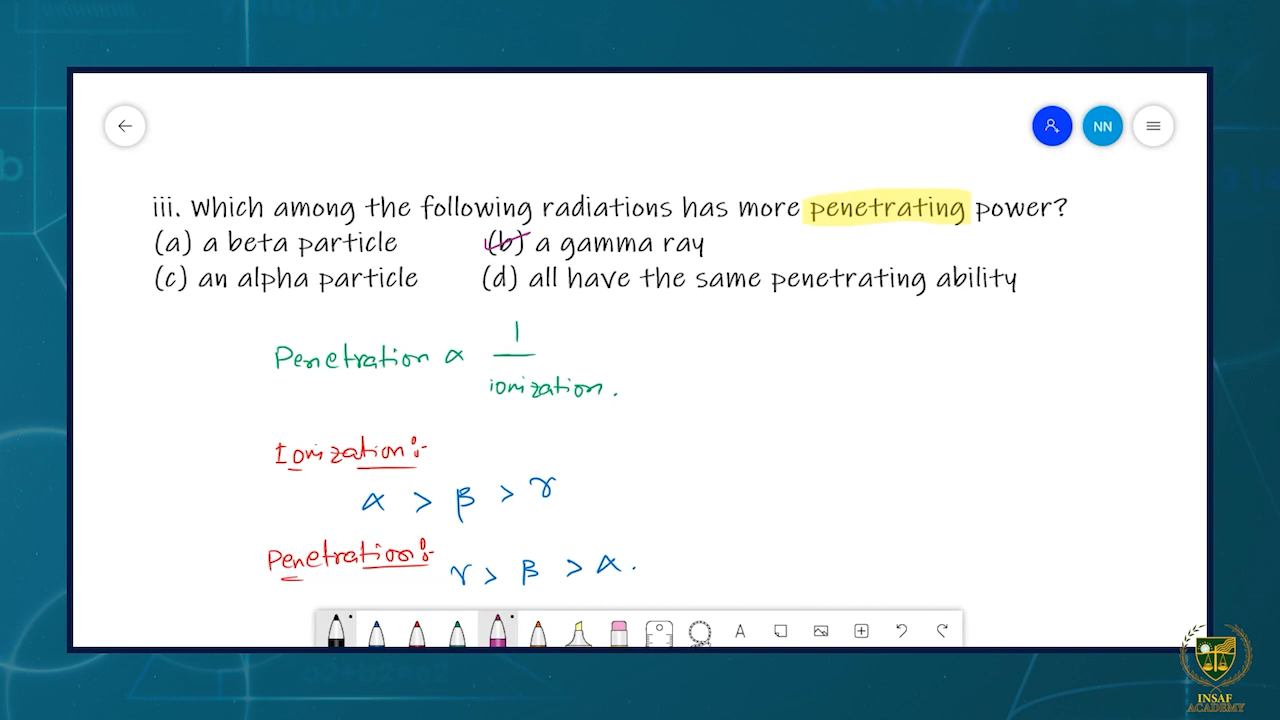 NN
iii. Which among the following radiations has more penetrating power?
(a) a beta particle (b) a gamma ray
(c) an alpha particle (d) all have the same penetrating ability
Penetration ∝ 1
ionization.
Ionization:-
α > β > γ
Penetration:-
γ > β > α.
A
INSAF
ACADEMY